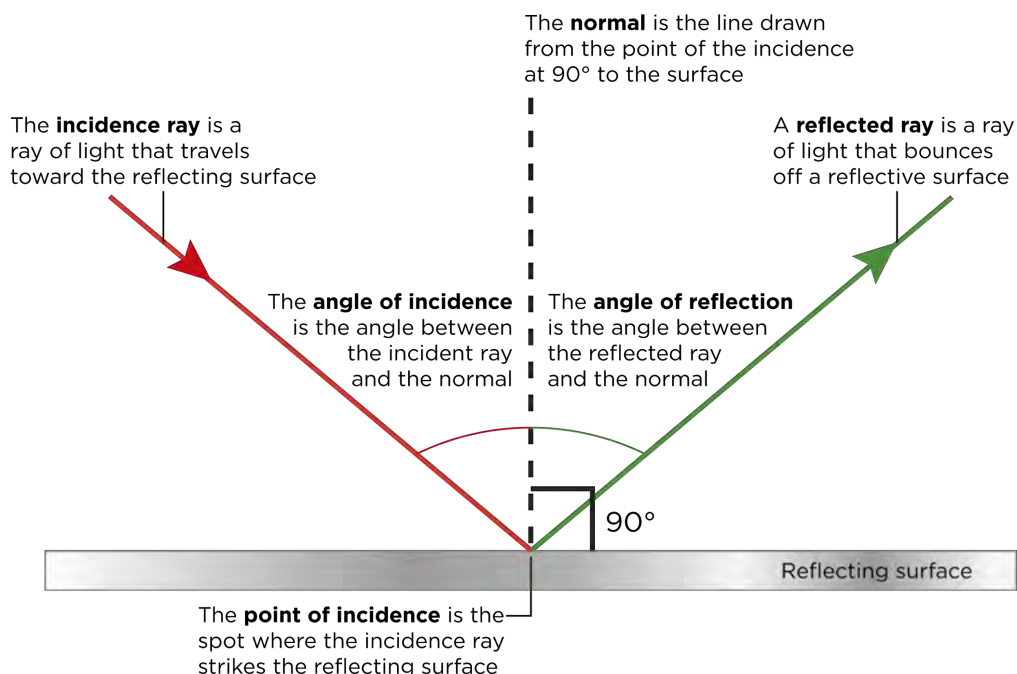 The normal is the line drawn
from the point of the incidence
at 90° to the surface
The incidence ray is a
ray of light that travels
toward the reflecting surface
A reflected ray is a ray
of light that bounces
off a reflective surface
The angle of incidence
is the angle between
the incident ray
and the normal
The angle of reflection
is the angle between
the reflected ray
and the normal
90°
Reflecting surface
The point of incidence is the
spot where the incidence ray
strikes the reflecting surface